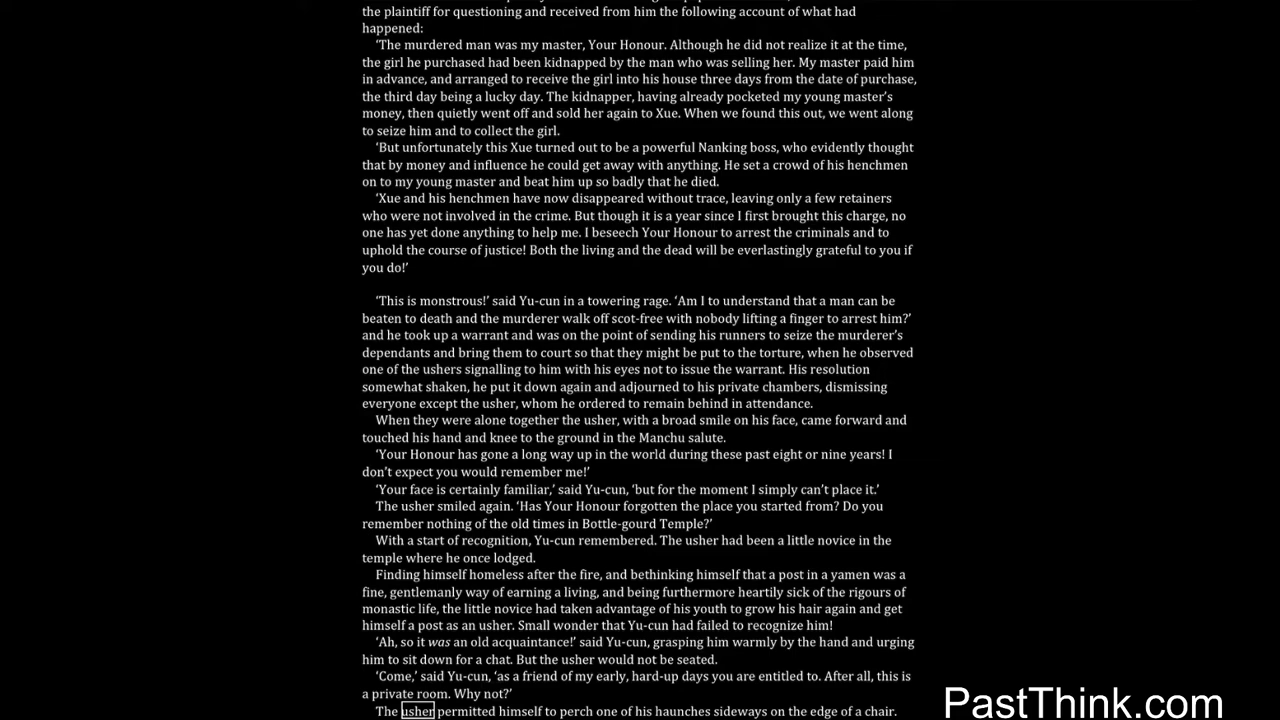 the plaintiff for questioning and received from him the following account of what had
happened:
‘The murdered man was my master, Your Honour. Although he did not realize it at the time,
the girl he purchased had been kidnapped by the man who was selling her. My master paid him
in advance, and arranged to receive the girl into his house three days from the date of purchase,
the third day being a lucky day. The kidnapper, having already pocketed my young master’s
money, then quietly went off and sold her again to Xue. When we found this out, we went along
to seize him and to collect the girl.
‘But unfortunately this Xue turned out to be a powerful Nanking boss, who evidently thought
that by money and influence he could get away with anything. He set a crowd of his henchmen
on to my young master and beat him up so badly that he died.
‘Xue and his henchmen have now disappeared without trace, leaving only a few retainers
who were not involved in the crime. But though it is a year since I first brought this charge, no
one has yet done anything to help me. I beseech Your Honour to arrest the criminals and to
uphold the course of justice! Both the living and the dead will be everlastingly grateful to you if
you do!’
‘This is monstrous!’ said Yu-cun in a towering rage. ‘Am I to understand that a man can be
beaten to death and the murderer walk off scot-free with nobody lifting a finger to arrest him?’
and he took up a warrant and was on the point of sending his runners to seize the murderer’s
dependants and bring them to court so that they might be put to the torture, when he observed
one of the ushers signalling to him with his eyes not to issue the warrant. His resolution
somewhat shaken, he put it down again and adjourned to his private chambers, dismissing
everyone except the usher, whom he ordered to remain behind in attendance.
When they were alone together the usher, with a broad smile on his face, came forward and
touched his hand and knee to the ground in the Manchu salute.
‘Your Honour has gone a long way up in the world during these past eight or nine years! I
don’t expect you would remember me!’
‘Your face is certainly familiar,’ said Yu-cun, ‘but for the moment I simply can’t place it.’
The usher smiled again. ‘Has Your Honour forgotten the place you started from? Do you
remember nothing of the old times in Bottle-gourd Temple?’
With a start of recognition, Yu-cun remembered. The usher had been a little novice in the
temple where he once lodged.
Finding himself homeless after the fire, and bethinking himself that a post in a yamen was a
fine, gentlemanly way of earning a living, and being furthermore heartily sick of the rigours of
monastic life, the little novice had taken advantage of his youth to grow his hair again and get
himself a post as an usher. Small wonder that Yu-cun had failed to recognize him!
‘Ah, so it was an old acquaintance!’ said Yu-cun, grasping him warmly by the hand and urging
him to sit down for a chat. But the usher would not be seated.
‘Come,’ said Yu-cun, ‘as a friend of my early, hard-up days you are entitled to. After all, this is
a private room. Why not?’
The usher permitted himself to perch one of his haunches sideways on the edge of a chair.
PastThink.com